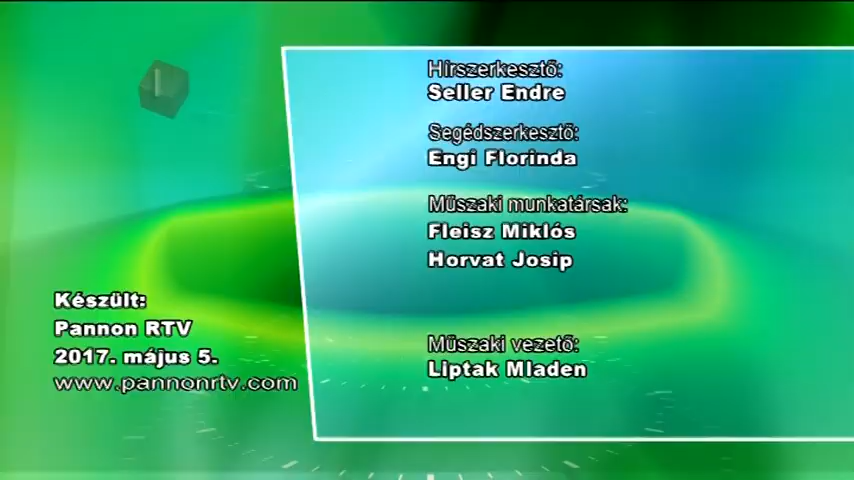 Hírszerkesztő:
Seller Endre
Segédszerkesztő:
Engi Florinda
Műszaki munkatársak:
Fleisz Miklós
Horvat Josip
Műszaki vezető:
Liptak Mladen
Készült:
Pannon RTV
2017. május 5.
www.pannonrtv.com